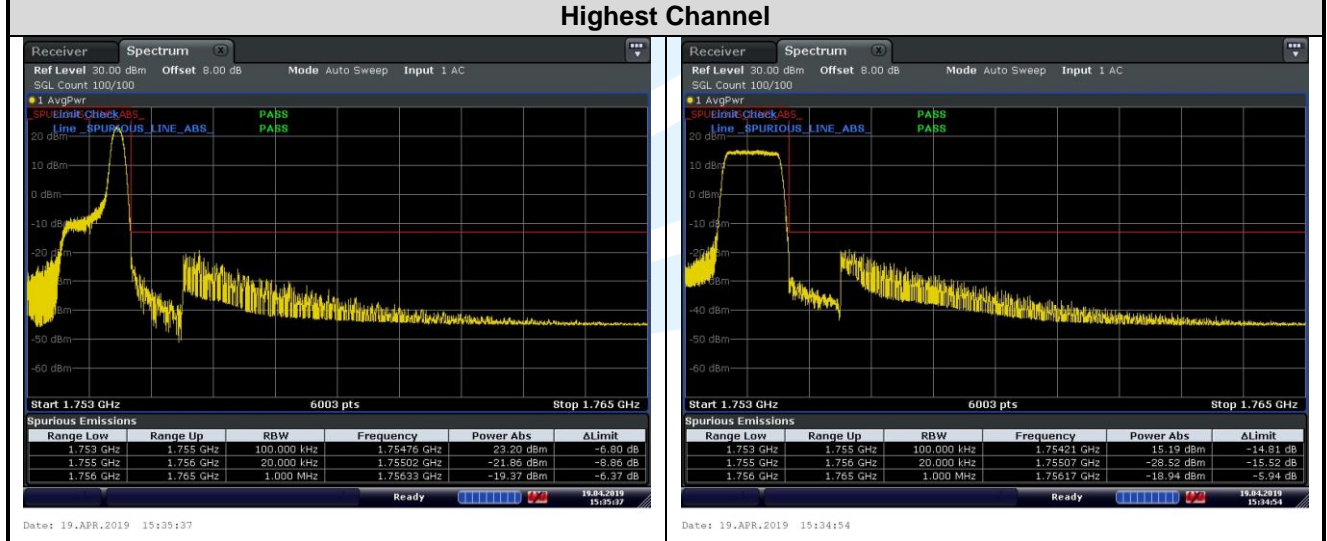 Highest Channel
Receiver Spectrum
Ref Level 30.00 dBm Offset 8.00 dB Mode Auto Sweep Input 1 AC
SGL Count 100/100
1 AvgPwr
Limit Check PASS
20 dBm Line _SPURIOUS_LINE_ABS_ PASS
10 dBm
0 dBm
-10 dBm
-20 dBm
-50 dBm
-60 dBm
Start 1.753 GHz 6003 pts Stop 1.765 GHz
Spurious Emissions
Range Low Range Up RBW Frequency Power Abs ΔLimit
1.753 GHz 1.755 GHz 100.000 kHz 1.75476 GHz 23.20 dBm -6.80 dB
1.755 GHz 1.756 GHz 20.000 kHz 1.75502 GHz -21.86 dBm -8.86 dB
1.756 GHz 1.765 GHz 1.000 MHz 1.75633 GHz -19.37 dBm -6.37 dB
Ready 19.04.2019
15:35:37
Date: 19.APR.2019 15:35:37
Receiver Spectrum
Ref Level 30.00 dBm Offset 8.00 dB Mode Auto Sweep Input 1 AC
SGL Count 100/100
1 AvgPwr
Limit Check PASS
20 dBm Line _SPURIOUS_LINE_ABS_ PASS
10 dBm
0 dBm
-10 dBm
-20 dBm
-40 dBm
-50 dBm
-60 dBm
Start 1.753 GHz 6003 pts Stop 1.765 GHz
Spurious Emissions
Range Low Range Up RBW Frequency Power Abs ΔLimit
1.753 GHz 1.755 GHz 100.000 kHz 1.75421 GHz 15.19 dBm -14.81 dB
1.755 GHz 1.756 GHz 20.000 kHz 1.75507 GHz -28.52 dBm -15.52 dB
1.756 GHz 1.765 GHz 1.000 MHz 1.75617 GHz -18.94 dBm -5.94 dB
Ready 19.04.2019
15:34:54
Date: 19.APR.2019 15:34:54